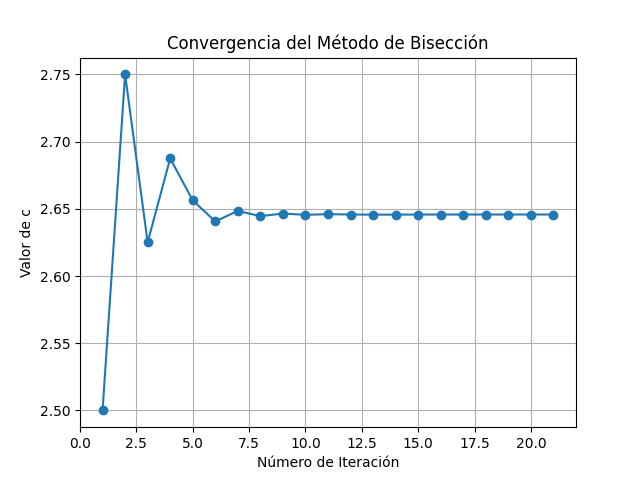 Convergencia del Método de Bisección
2.75
2.70
2.65
2.60
2.55
2.50
Valor de c
0.0 2.5 5.0 7.5 10.0 12.5 15.0 17.5 20.0
Número de Iteración